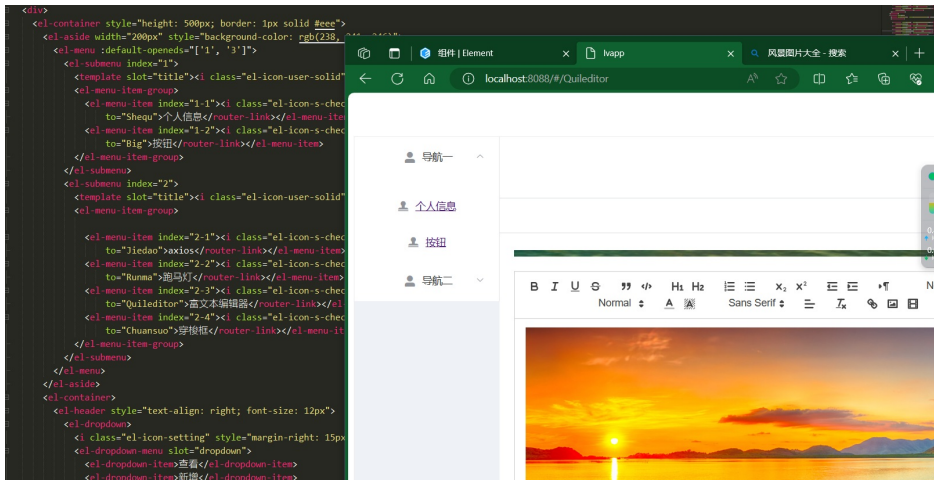 <div>
<el-container style="height: 500px; border: 1px solid #eee">
<el-aside width="200px" style="background-color: rgb(238,
<el-menu :default-openeds="['1', '3']">
<el-submenu index="1">
<template slot="title"><i class="el-icon-user-solid"
<el-menu-item-group>
<el-menu-item index="1-1"><i class="el-icon-s-chec
to="Shequ">个人信息</router-link></el-menu-ite
<el-menu-item index="1-2"><i class="el-icon-s-chec
to="Big">按钮</router-link></el-menu-item>
</el-menu-item-group>
</el-submenu>
<el-submenu index="2">
<template slot="title"><i class="el-icon-user-solid"
<el-menu-item-group>
<el-menu-item index="2-1"><i class="el-icon-s-chec
to="Jiedao">axios</router-link></el-menu-item>
<el-menu-item index="2-2"><i class="el-icon-s-chec
to="Runma">跑马灯</router-link></el-menu-item>
<el-menu-item index="2-3"><i class="el-icon-s-chec
to="Quileditor">富文本编辑器</router-link></el
<el-menu-item index="2-4"><i class="el-icon-s-chec
to="Chuansuo">穿梭框</router-link></el-menu-it
</el-menu-item-group>
</el-submenu>
</el-menu>
</el-aside>
<el-container>
<el-header style="text-align: right; font-size: 12px">
<el-dropdown>
<i class="el-icon-setting" style="margin-right: 15px
<el-dropdown-menu slot="dropdown">
<el-dropdown-item>查看</el-dropdown-item>
<el-dropdown-item>新增</el-dropdown-item>
组件 | Element
lvapp
风景图片大全 - 搜索
localhost:8088/#/Quileditor
导航一
个人信息
按钮
导航二
B I U S H1 H2 X2 X2 N
Normal A A Sans Serif Tx